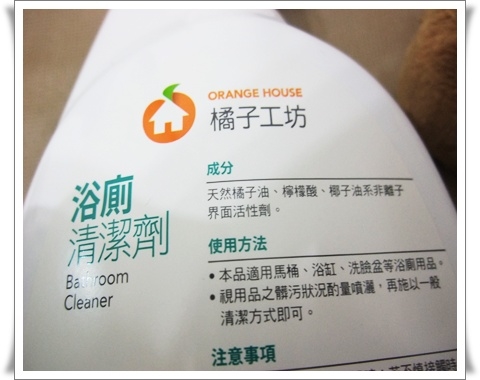 ORANGE HOUSE
橘子工坊
浴廁
清潔劑
Bathroom
Cleaner
成分
天然橘子油、檸檬酸、椰子油系非離子
界面活性劑。
使用方法
• 本品適用馬桶、浴缸、洗臉盆等浴廁用品。
• 視用品之髒污狀況酌量噴灑，再施以一般
清潔方式即可。
注意事項